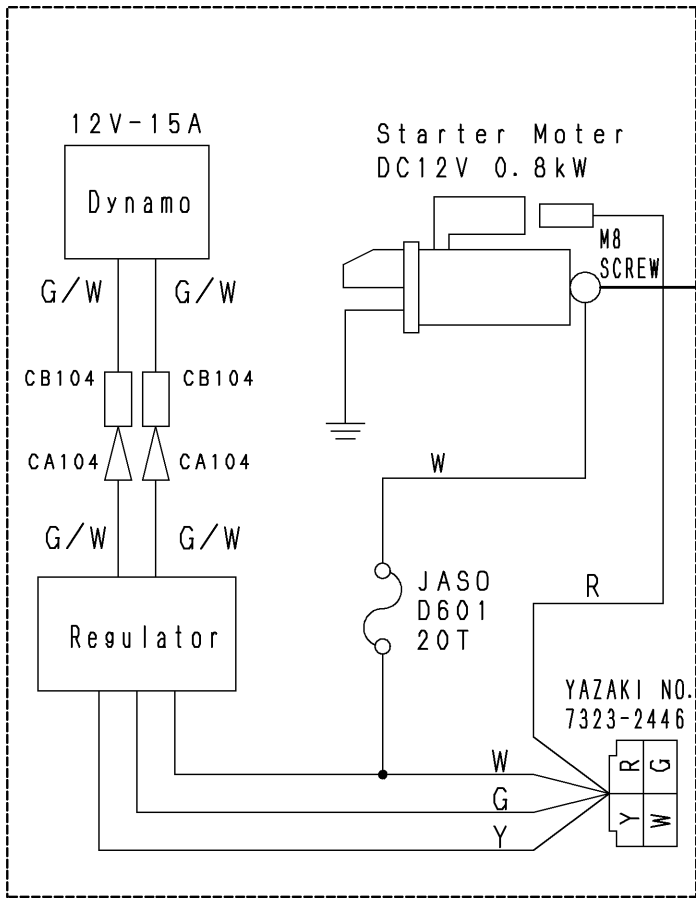 12V-15A
Dynamo
Starter Moter
DC12V 0.8kW
M8
SCREW
G/W
G/W
CB104
CB104
CA104
CA104
W
G/W
G/W
JASO
D601
20T
R
Regulator
YAZAKI NO.
7323-2446
W
G
Y
R G
Y W